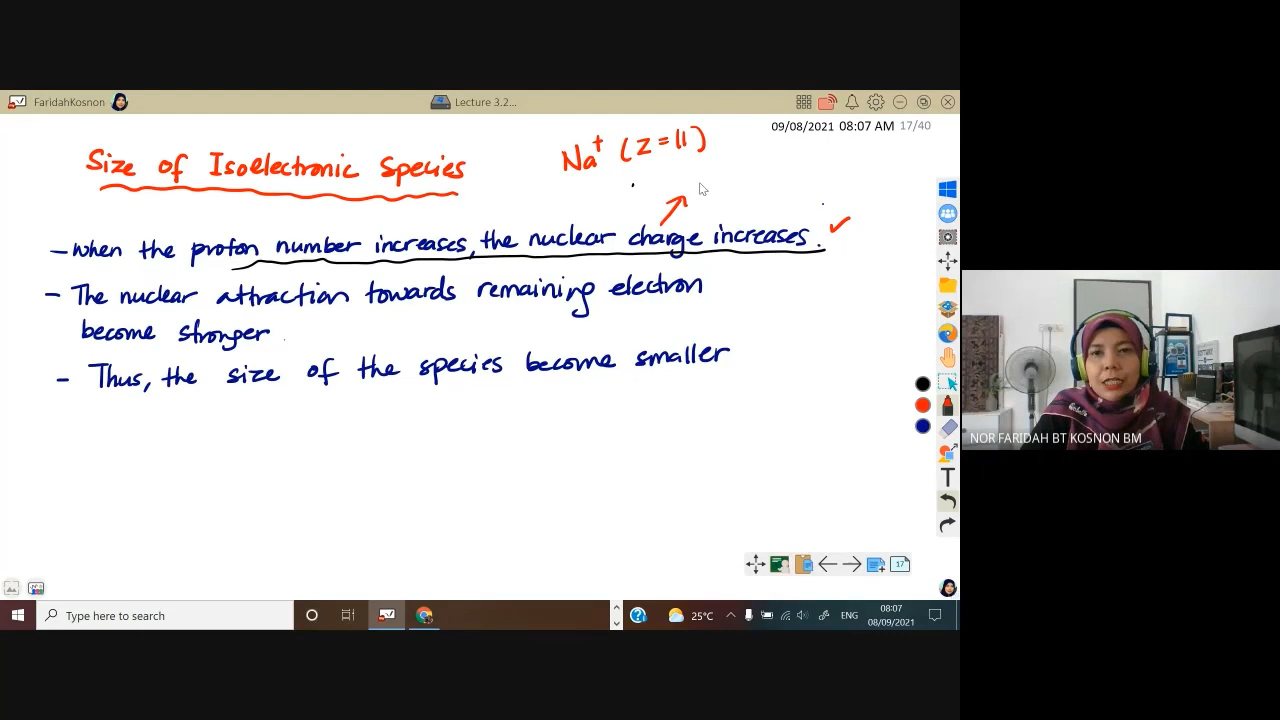 FaridahKosnon
Lecture 3.2...
09/08/2021 08:07 AM 17/40
Na⁺ (Z=11)
Size of Isoelectronic Species
- When the proton number increases, the nuclear charge increases. ✓
- The nuclear attraction towards remaining electron
become stronger
- Thus, the size of the species become smaller
NOR FARIDAH BT KOSNON BM
T
17
Type here to search
25°C
ENG
08:07
08/09/2021